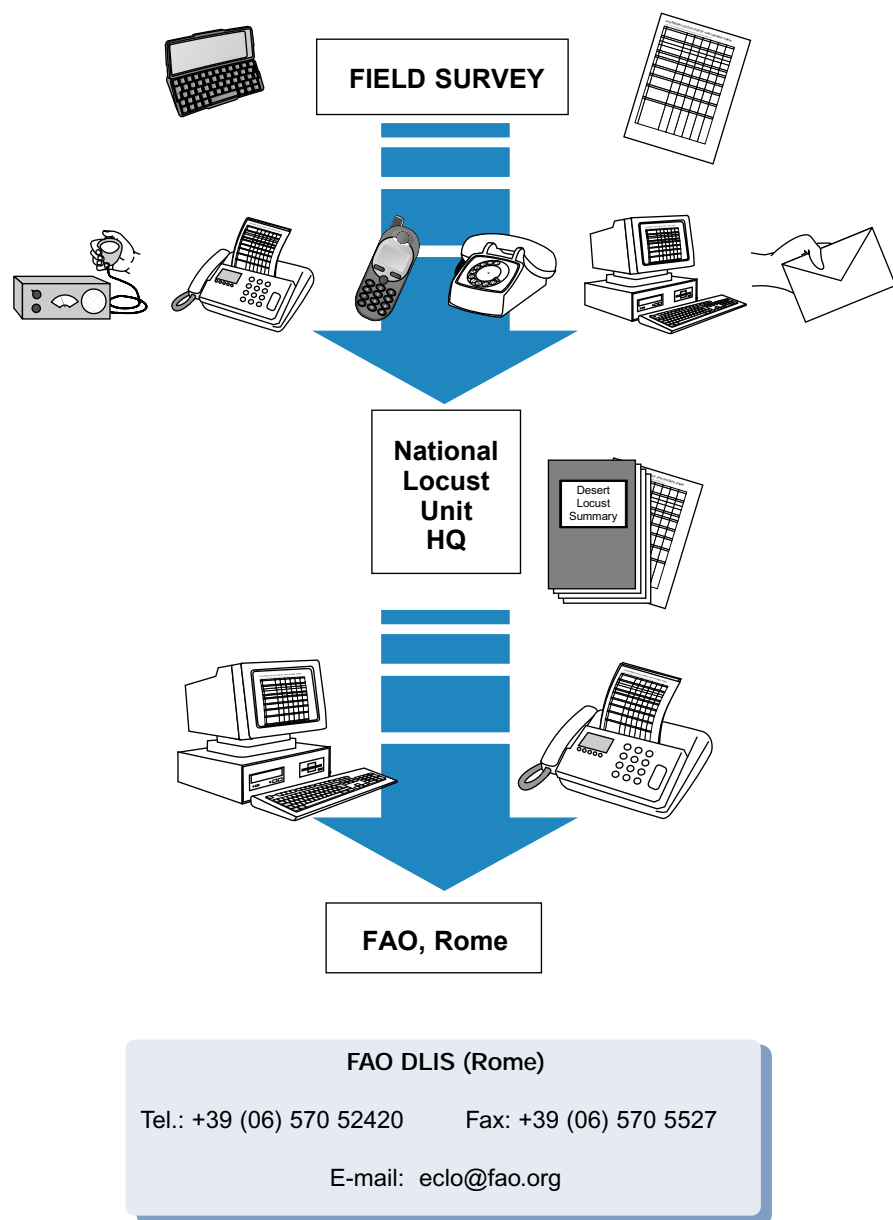 FIELD SURVEY
National
Locust
Unit
HQ
Desert
Locust
Summary
FAO, Rome
FAO DLIS (Rome)
Tel.: +39 (06) 570 52420 Fax: +39 (06) 570 5527
E-mail: eclo@fao.org